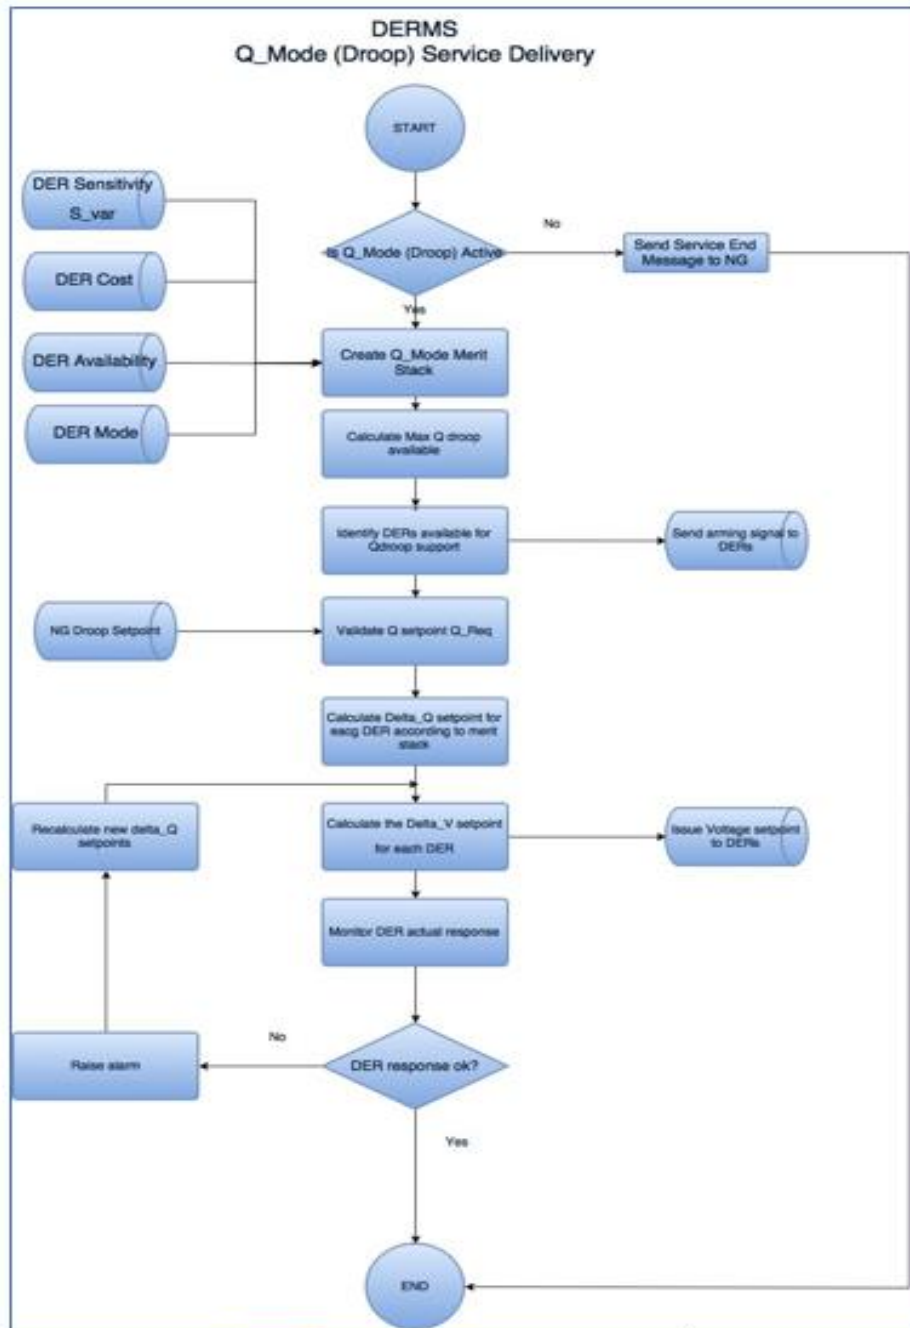 DERMS
Q_Mode (Droop) Service Delivery
START
DER Sensitivity
S_var
No
Is Q_Mode (Droop) Active
Send Service End
Message to NG
DER Cost
Yes
Create Q_Mode Merit
Stack
DER Availability
DER Mode
Calculate Max Q droop
available
Identify DERs available for
Qdroop support
Send arming signal to
DERs
NG Droop Setpoint
Validate Q setpoint Q_Req
Calculate Delta_Q setpoint for
eacg DER according to merit
stack
Recalculate new delta_Q
setpoints
Calculate the Delta_V setpoint
for each DER
Issue Voltage setpoint
to DERs
Monitor DER actual response
No
Raise alarm
DER response ok?
Yes
END